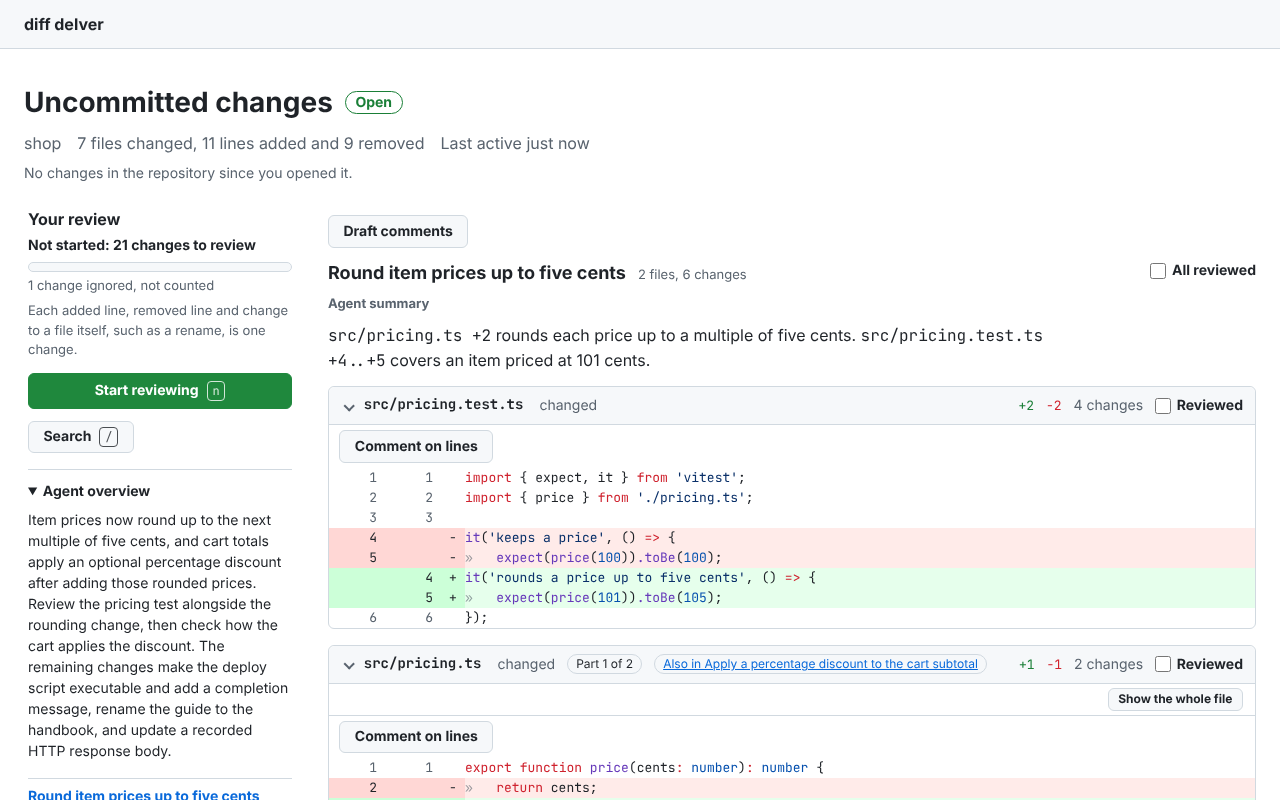 diff delver
Uncommitted changes Open
shop 7 files changed, 11 lines added and 9 removed Last active just now
No changes in the repository since you opened it.
Your review
Not started: 21 changes to review
1 change ignored, not counted
Each added line, removed line and change
to a file itself, such as a rename, is one
change.
Start reviewing n
Search /
▼ Agent overview
Item prices now round up to the next
multiple of five cents, and cart totals
apply an optional percentage discount
after adding those rounded prices.
Review the pricing test alongside the
rounding change, then check how the
cart applies the discount. The
remaining changes make the deploy
script executable and add a completion
message, rename the guide to the
handbook, and update a recorded
HTTP response body.
Round item prices up to five cents
Draft comments
Round item prices up to five cents 2 files, 6 changes All reviewed
Agent summary
src/pricing.ts +2 rounds each price up to a multiple of five cents. src/pricing.test.ts
+4..+5 covers an item priced at 101 cents.
src/pricing.test.ts changed +2 -2 4 changes Reviewed
Comment on lines
1 1 import { expect, it } from 'vitest';
2 2 import { price } from './pricing.ts';
3 3
4 - it('keeps a price', () => {
5 - » expect(price(100)).toBe(100);
4 + it('rounds a price up to five cents', () => {
5 + » expect(price(101)).toBe(105);
6 6 });
src/pricing.ts changed Part 1 of 2 Also in Apply a percentage discount to the cart subtotal +1 -1 2 changes Reviewed
Show the whole file
Comment on lines
1 1 export function price(cents: number): number {
2 - » return cents;